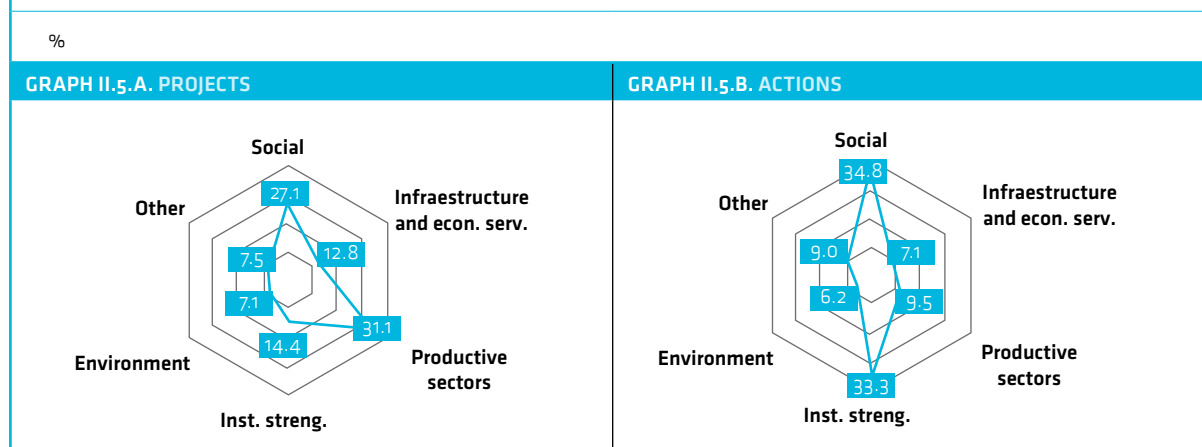 %
GRAPH II.5.A. PROJECTS
Social
27.1
Other
Infraestructure
and econ. serv.
7.5
12.8
7.1
31.1
14.4
Environment
Productive
sectors
Inst. streng.
GRAPH II.5.B. ACTIONS
Social
34.8
Other
Infraestructure
and econ. serv.
9.0
7.1
6.2
9.5
Environment
Productive
sectors
33.3
Inst. streng.